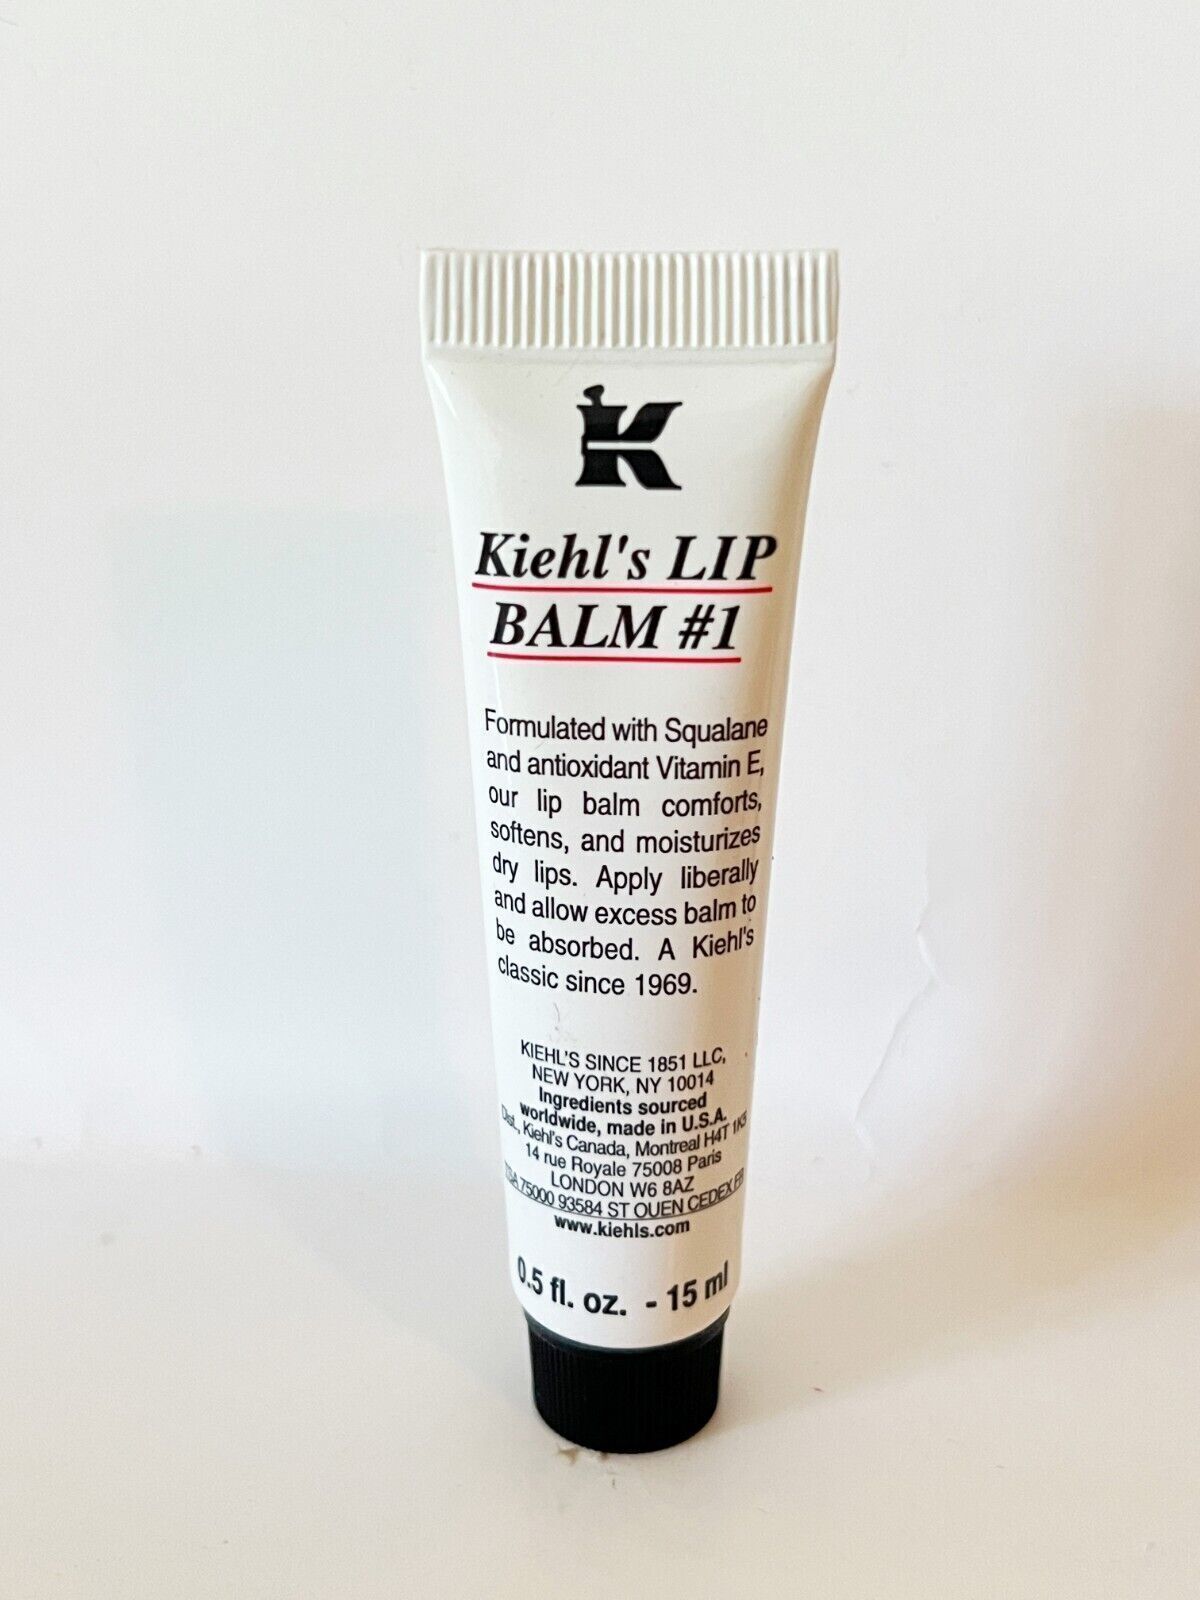 K
Kiehl's LIP
BALM #1
Formulated with Squalane
and antioxidant Vitamin E,
our lip balm comforts,
softens, and moisturizes
dry lips. Apply liberally
and allow excess balm to
be absorbed. A Kiehl's
classic since 1969.
KIEHL'S SINCE 1851 LLC,
NEW YORK, NY 10014
Ingredients sourced
worldwide, made in U.S.A.
Dist., Kiehl's Canada, Montreal H4T 1K3
14 rue Royale 75008 Paris
LONDON W6 8AZ
TSA 75000 93584 ST OUEN CEDEX FR
www.kiehls.com
0.5 fl. oz. - 15 ml